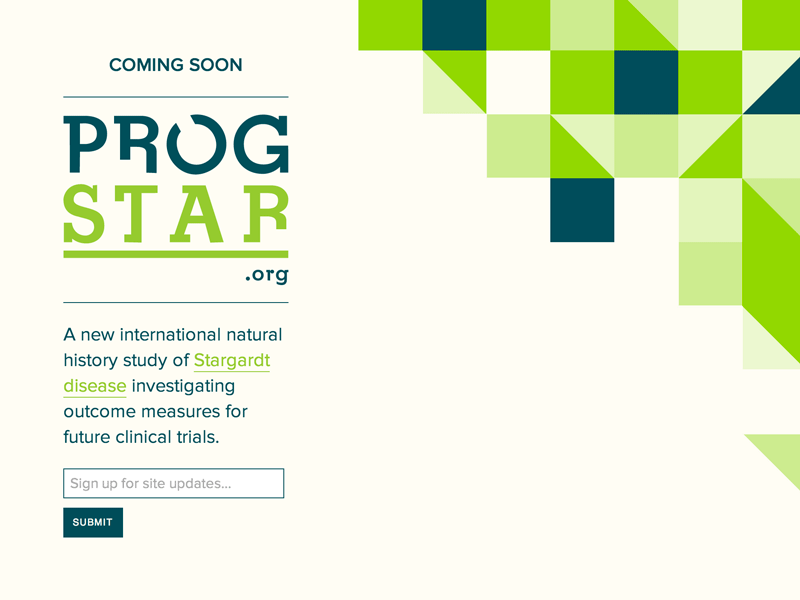 COMING SOON
PROG
STAR
.org
A new international natural
history study of Stargardt
disease investigating
outcome measures for
future clinical trials.
Sign up for site updates...
SUBMIT